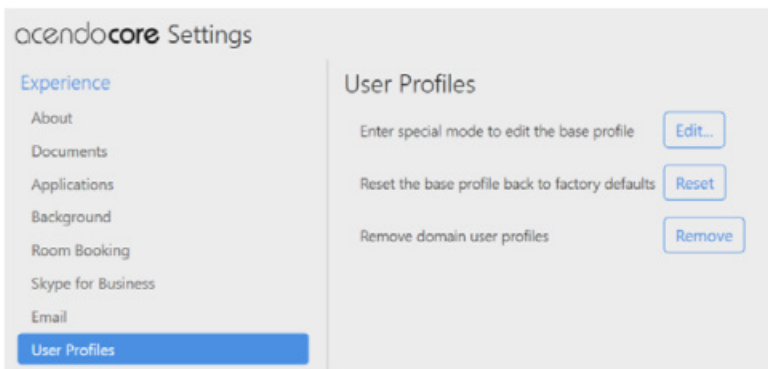 acendocore Settings
Experience
About
Documents
Applications
Background
Room Booking
Skype for Business
Email
User Profiles
User Profiles
Enter special mode to edit the base profile Edit...
Reset the base profile back to factory defaults Reset
Remove domain user profiles Remove